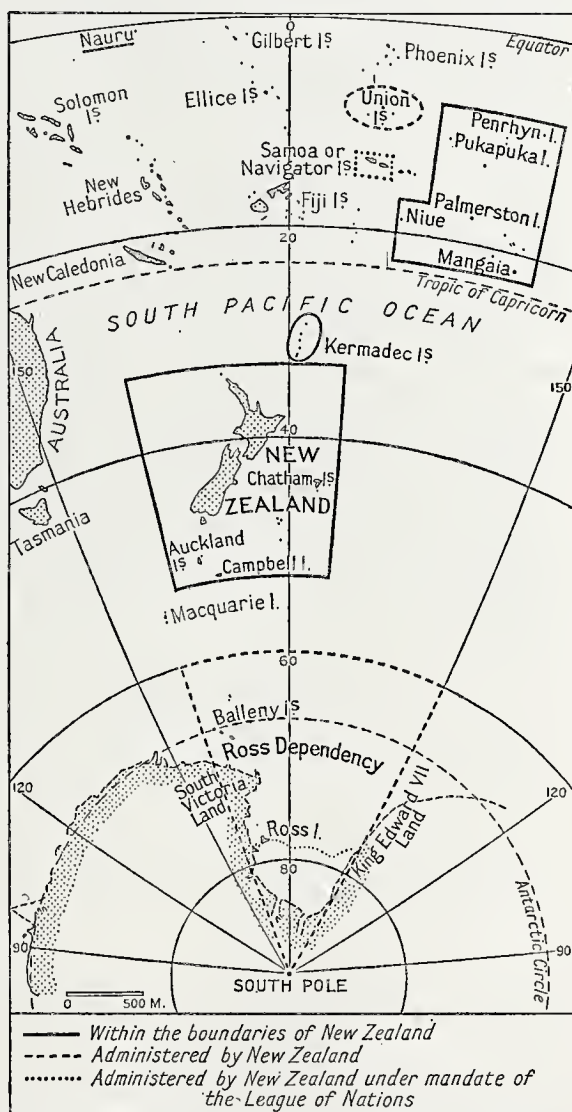 0
Equator
Nauru
Gilbert Is
Phoenix Is
Solomon
Is
Ellice Is
Union
Is
Penrhyn I.
Pukapuka I.
Samoa or
Navigator Is
New
Hebrides
Fiji Is
Palmerston I.
Niue
20
Mangaia
New Caledonia
Tropic of Capricorn
SOUTH PACIFIC OCEAN
Kermadec Is
150
150
AUSTRALIA
40
NEW
Chatham Is
ZEALAND
Tasmania
Auckland
Is
Campbell I.
Macquarie I.
60
Balleny Is
Ross Dependency
120
120
South
Victoria
Land
King Edward VII
Land
Ross I.
80
Antarctic Circle
90
90
0 500 M.
SOUTH POLE
Within the boundaries of New Zealand
Administered by New Zealand
Administered by New Zealand under mandate of
the League of Nations